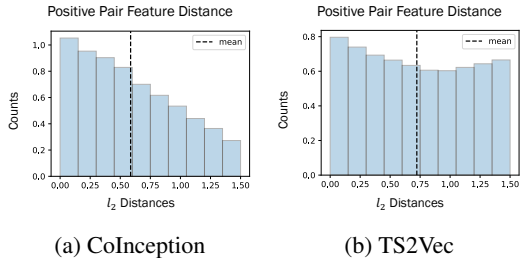 Positive Pair Feature Distance
mean
Counts
1,0
0,8
0,6
0,4
0,2
0,0
0,00 0,25 0,50 0,75 1,00 1,25 1,50
l₂ Distances
(a) CoInception
Positive Pair Feature Distance
mean
Counts
0.8
0.6
0.4
0.2
0.0
0,00 0,25 0,50 0,75 1,00 1,25 1,50
l₂ Distances
(b) TS2Vec